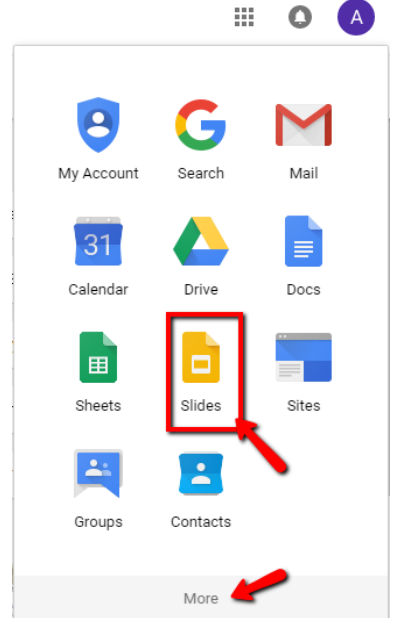 A
My Account Search Mail
31
Calendar Drive Docs
Sheets Slides Sites
Groups Contacts
More